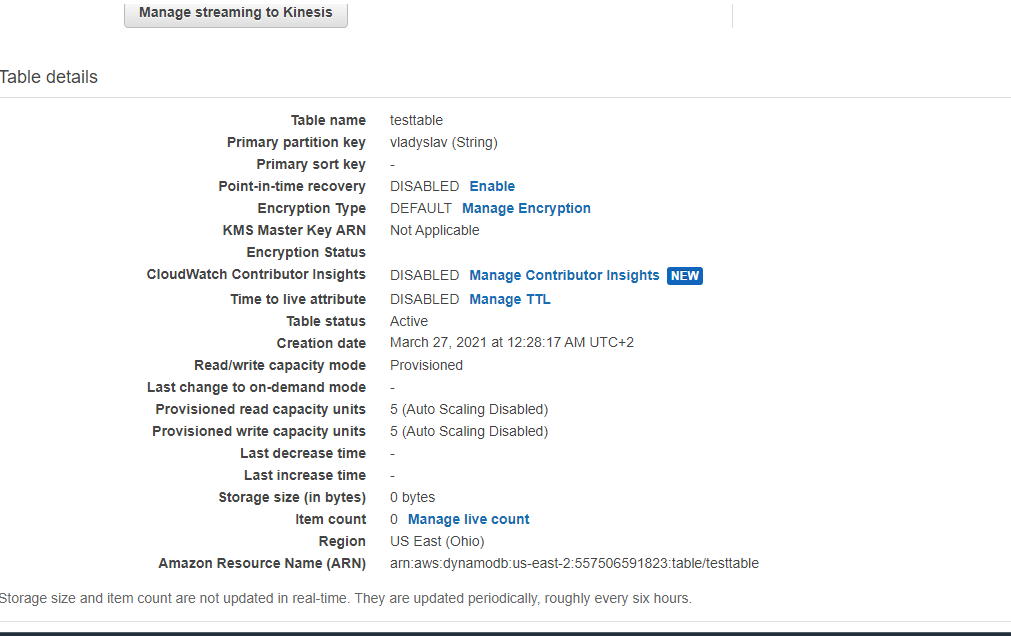 Manage streaming to Kinesis
Table details
Table name testtable
Primary partition key vladyslav (String)
Primary sort key -
Point-in-time recovery DISABLED Enable
Encryption Type DEFAULT Manage Encryption
KMS Master Key ARN Not Applicable
Encryption Status
CloudWatch Contributor Insights DISABLED Manage Contributor Insights NEW
Time to live attribute DISABLED Manage TTL
Table status Active
Creation date March 27, 2021 at 12:28:17 AM UTC+2
Read/write capacity mode Provisioned
Last change to on-demand mode -
Provisioned read capacity units 5 (Auto Scaling Disabled)
Provisioned write capacity units 5 (Auto Scaling Disabled)
Last decrease time -
Last increase time -
Storage size (in bytes) 0 bytes
Item count 0 Manage live count
Region US East (Ohio)
Amazon Resource Name (ARN) arn:aws:dynamodb:us-east-2:557506591823:table/testtable
Storage size and item count are not updated in real-time. They are updated periodically, roughly every six hours.